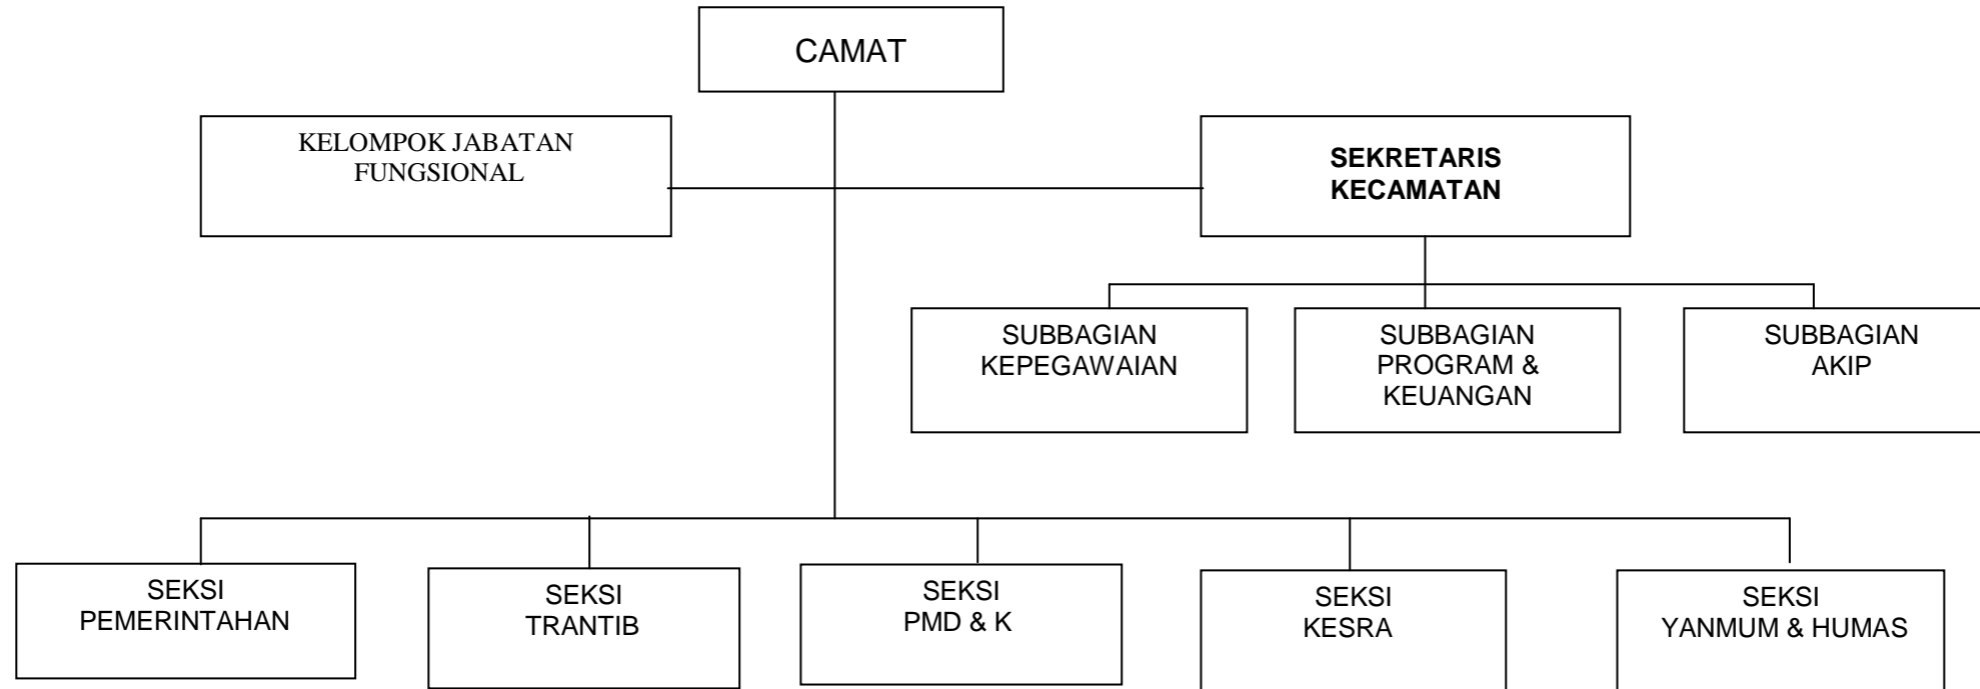 CAMAT
KELOMPOK JABATAN
FUNGSIONAL
SEKRETARIS
KECAMATAN
SUBBAGIAN
KEPEGAWAIAN
SUBBAGIAN
PROGRAM &
KEUANGAN
SUBBAGIAN
AKIP
SEKSI
PEMERINTAHAN
SEKSI
TRANTIB
SEKSI
PMD & K
SEKSI
KESRA
SEKSI
YANMUM & HUMAS